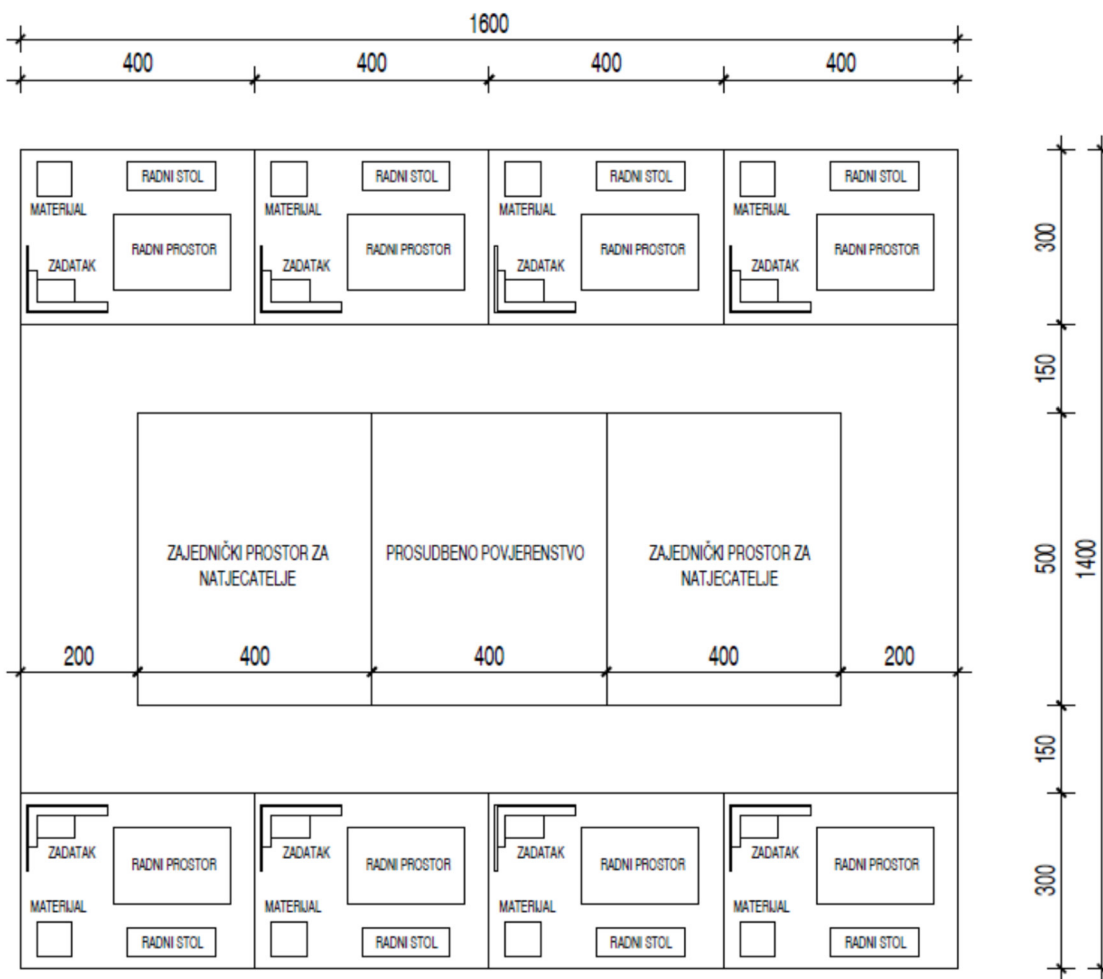 1600
400 400 400 400
RADNI STOL RADNI STOL RADNI STOL RADNI STOL
MATERIJAL MATERIJAL MATERIJAL MATERIJAL
RADNI PROSTOR RADNI PROSTOR RADNI PROSTOR RADNI PROSTOR
300
ZADATAK ZADATAK ZADATAK ZADATAK
150
ZAJEDNIČKI PROSTOR ZA
NATJECATELJE
PROSUDBENO POVJERENSTVO
ZAJEDNIČKI PROSTOR ZA
NATJECATELJE
500
1400
200 400 400 400 200
150
ZADATAK ZADATAK ZADATAK ZADATAK
RADNI PROSTOR RADNI PROSTOR RADNI PROSTOR RADNI PROSTOR
300
MATERIJAL MATERIJAL MATERIJAL MATERIJAL
RADNI STOL RADNI STOL RADNI STOL RADNI STOL